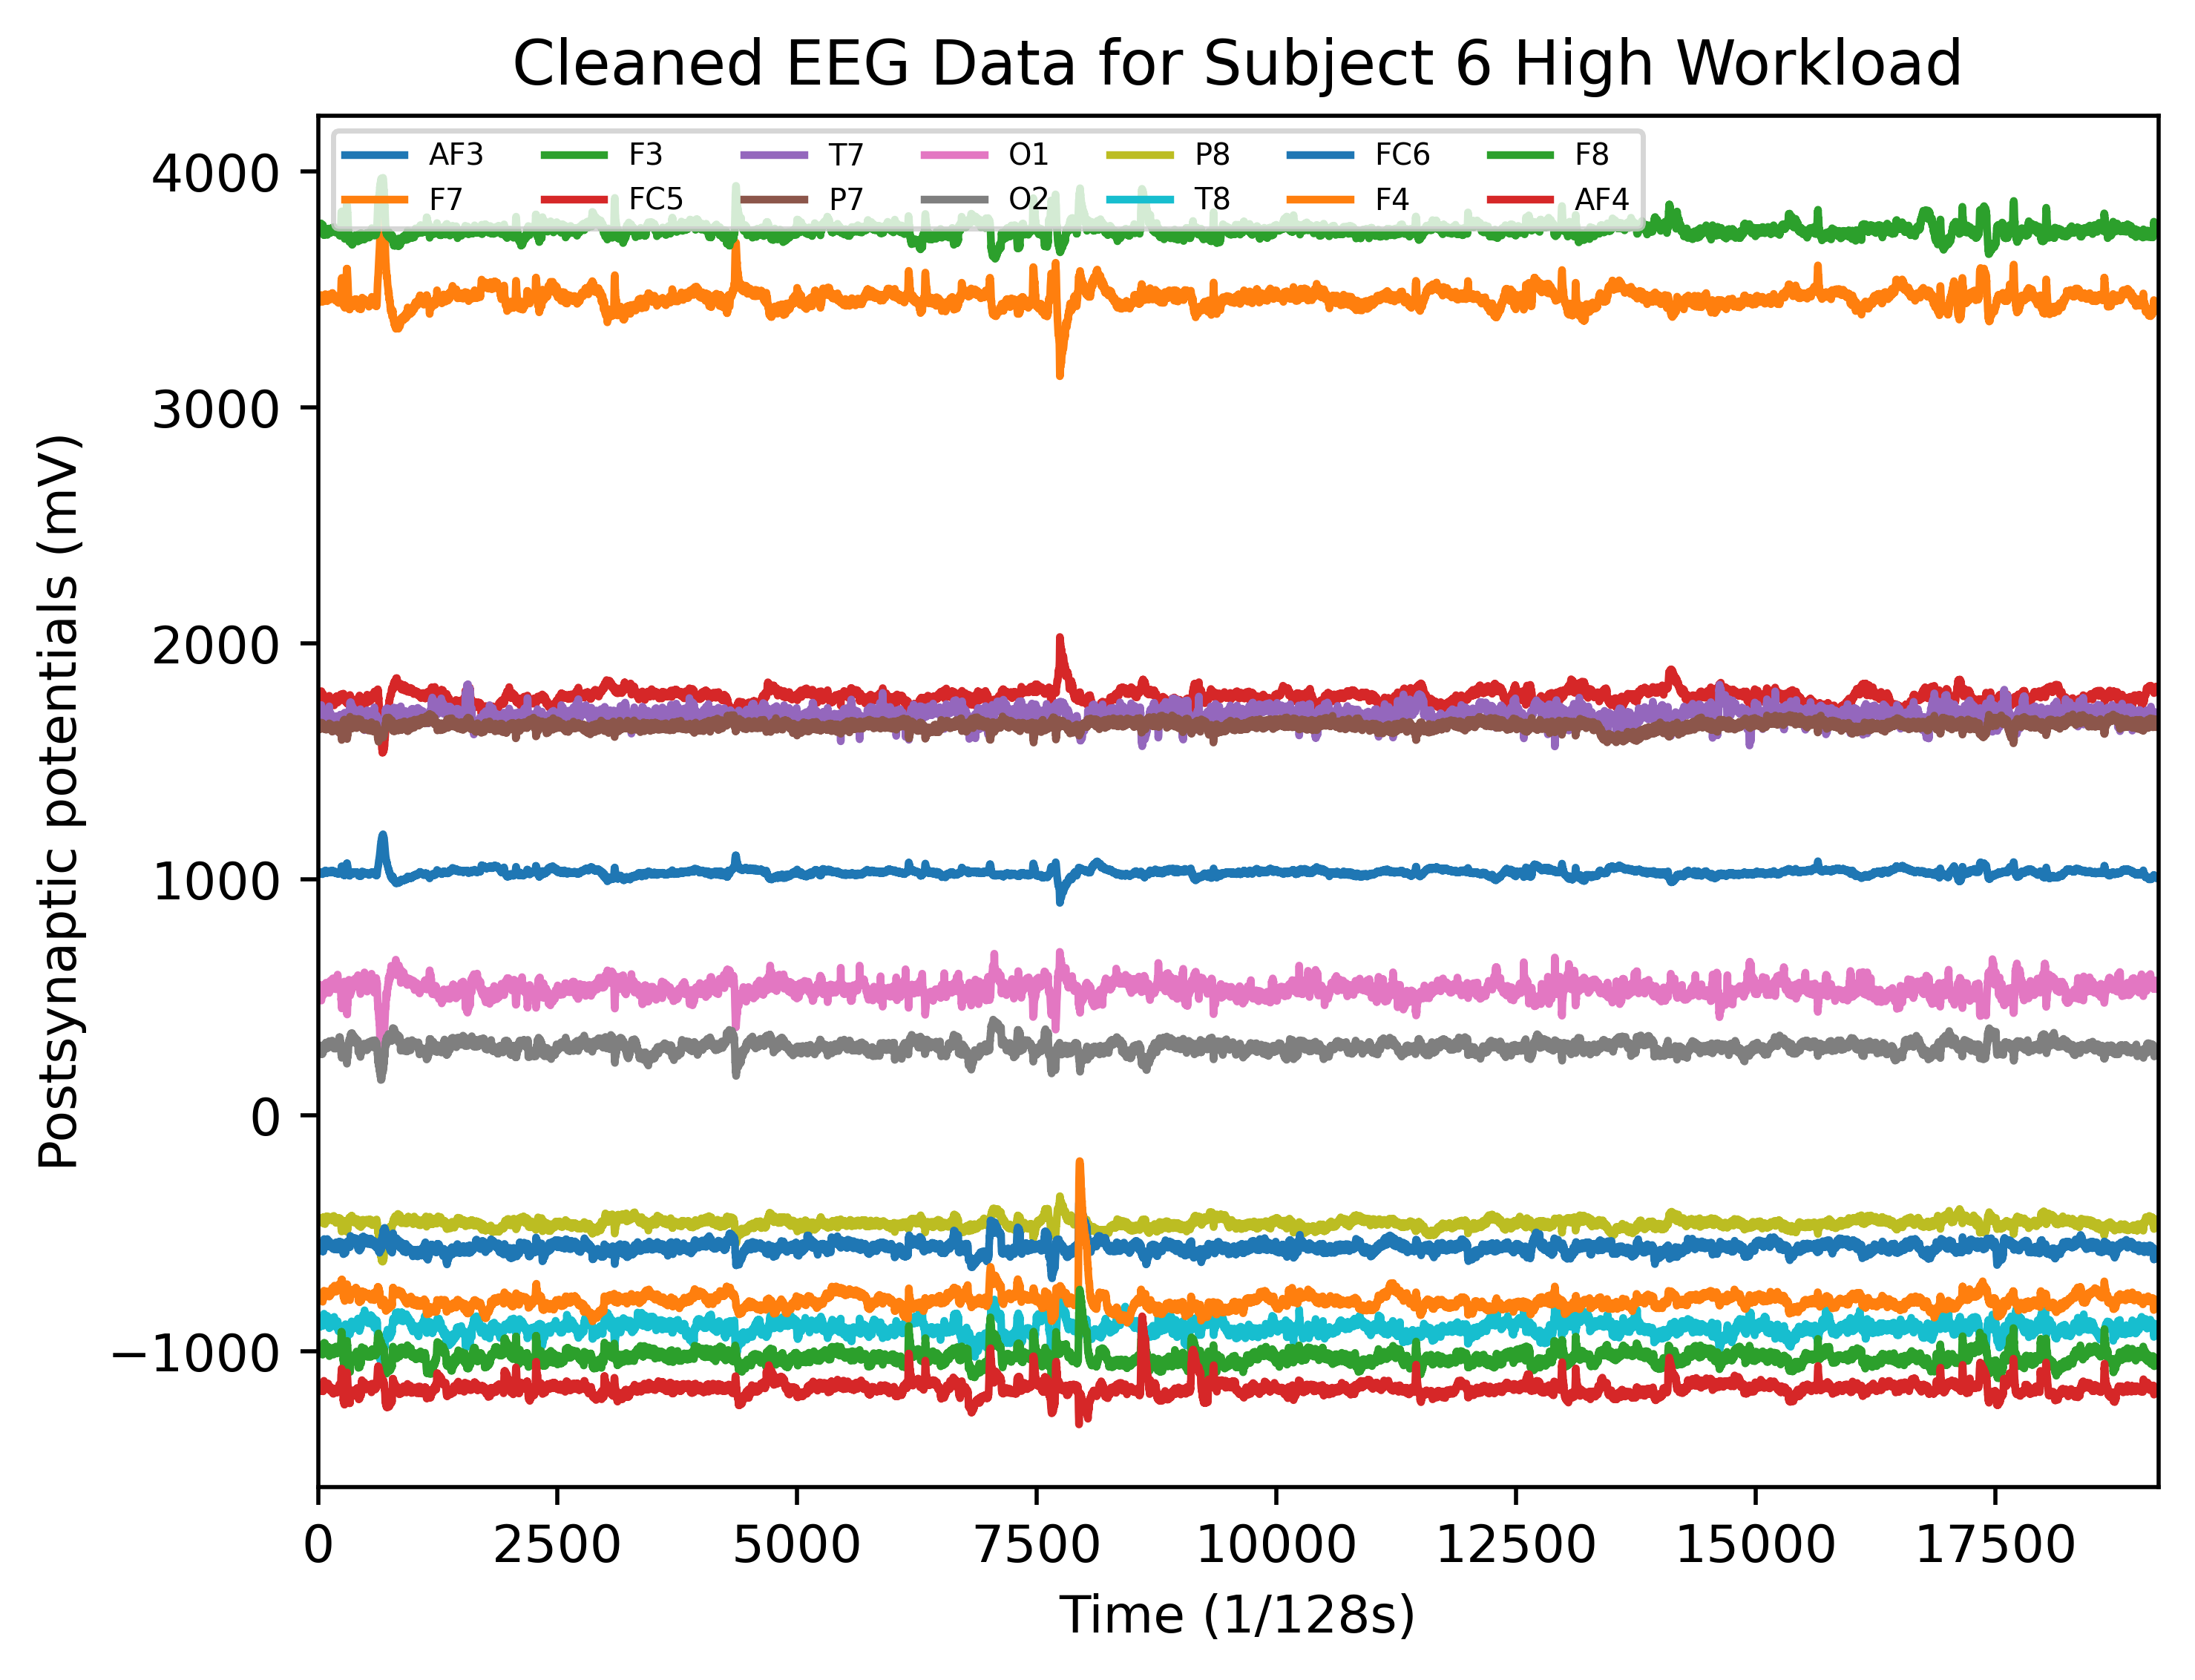 Cleaned EEG Data for Subject 6 High Workload
AF3 F3 T7 O1 P8 FC6 F8
F7 FC5 P7 O2 T8 F4 AF4
4000
3000
2000
1000
0
−1000
Postsynaptic potentials (mV)
0 2500 5000 7500 10000 12500 15000 17500
Time (1/128s)